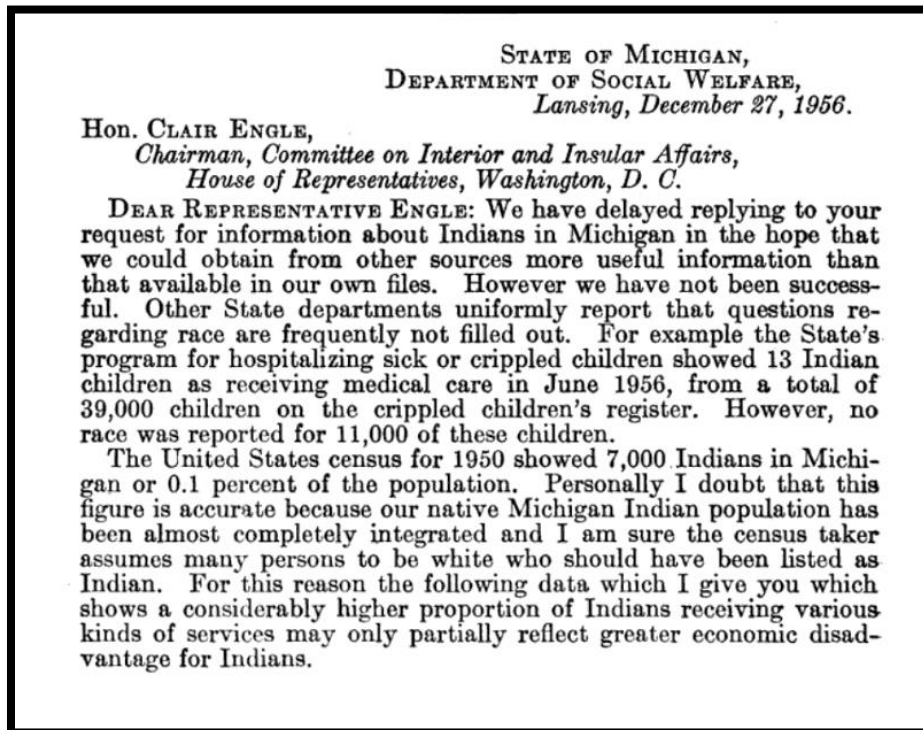 STATE OF MICHIGAN,
DEPARTMENT OF SOCIAL WELFARE,
Lansing, December 27, 1956.
Hon. CLAIR ENGLE,
Chairman, Committee on Interior and Insular Affairs,
House of Representatives, Washington, D. C.
DEAR REPRESENTATIVE ENGLE: We have delayed replying to your
request for information about Indians in Michigan in the hope that
we could obtain from other sources more useful information than
that available in our own files. However we have not been success-
ful. Other State departments uniformly report that questions re-
garding race are frequently not filled out. For example the State's
program for hospitalizing sick or crippled children showed 13 Indian
children as receiving medical care in June 1956, from a total of
39,000 children on the crippled children's register. However, no
race was reported for 11,000 of these children.
The United States census for 1950 showed 7,000 Indians in Michi-
gan or 0.1 percent of the population. Personally I doubt that this
figure is accurate because our native Michigan Indian population has
been almost completely integrated and I am sure the census taker
assumes many persons to be white who should have been listed as
Indian. For this reason the following data which I give you which
shows a considerably higher proportion of Indians receiving various
kinds of services may only partially reflect greater economic disad-
vantage for Indians.